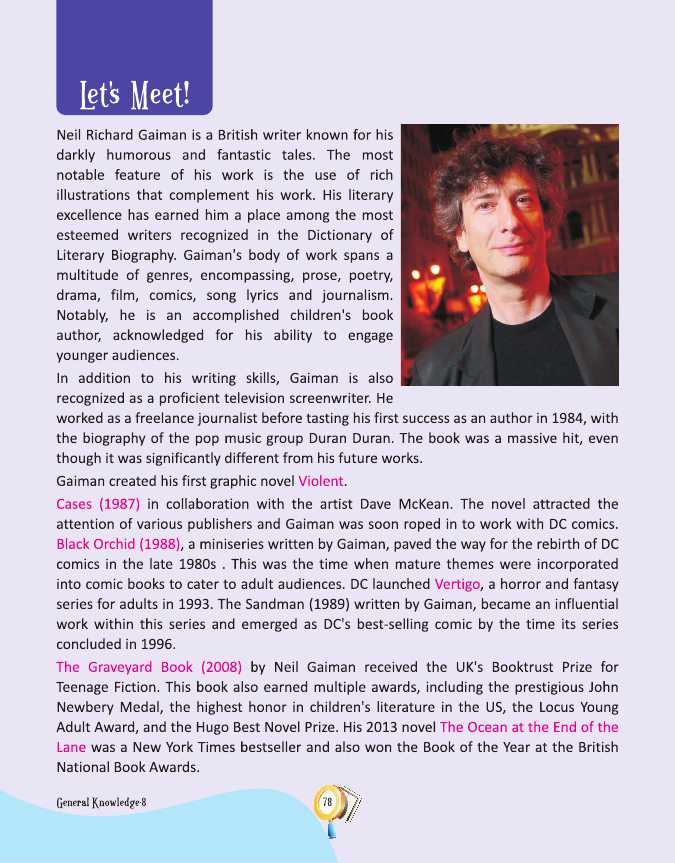 Let's Meet!
Neil Richard Gaiman is a British writer known for his
darkly humorous and fantastic tales. The most
notable feature of his work is the use of rich
illustrations that complement his work. His literary
excellence has earned him a place among the most
esteemed writers recognized in the Dictionary of
Literary Biography. Gaiman's body of work spans a
multitude of genres, encompassing, prose, poetry,
drama, film, comics, song lyrics and journalism.
Notably, he is an accomplished children's book
author, acknowledged for his ability to engage
younger audiences.
In addition to his writing skills, Gaiman is also
recognized as a proficient television screenwriter. He
worked as a freelance journalist before tasting his first success as an author in 1984, with
the biography of the pop music group Duran Duran. The book was a massive hit, even
though it was significantly different from his future works.
Gaiman created his first graphic novel Violent.
Cases (1987) in collaboration with the artist Dave McKean. The novel attracted the
attention of various publishers and Gaiman was soon roped in to work with DC comics.
Black Orchid (1988), a miniseries written by Gaiman, paved the way for the rebirth of DC
comics in the late 1980s . This was the time when mature themes were incorporated
into comic books to cater to adult audiences. DC launched Vertigo, a horror and fantasy
series for adults in 1993. The Sandman (1989) written by Gaiman, became an influential
work within this series and emerged as DC's best-selling comic by the time its series
concluded in 1996.
The Graveyard Book (2008) by Neil Gaiman received the UK's Booktrust Prize for
Teenage Fiction. This book also earned multiple awards, including the prestigious John
Newbery Medal, the highest honor in children's literature in the US, the Locus Young
Adult Award, and the Hugo Best Novel Prize. His 2013 novel The Ocean at the End of the
Lane was a New York Times bestseller and also won the Book of the Year at the British
National Book Awards.
General Knowledge-8
78